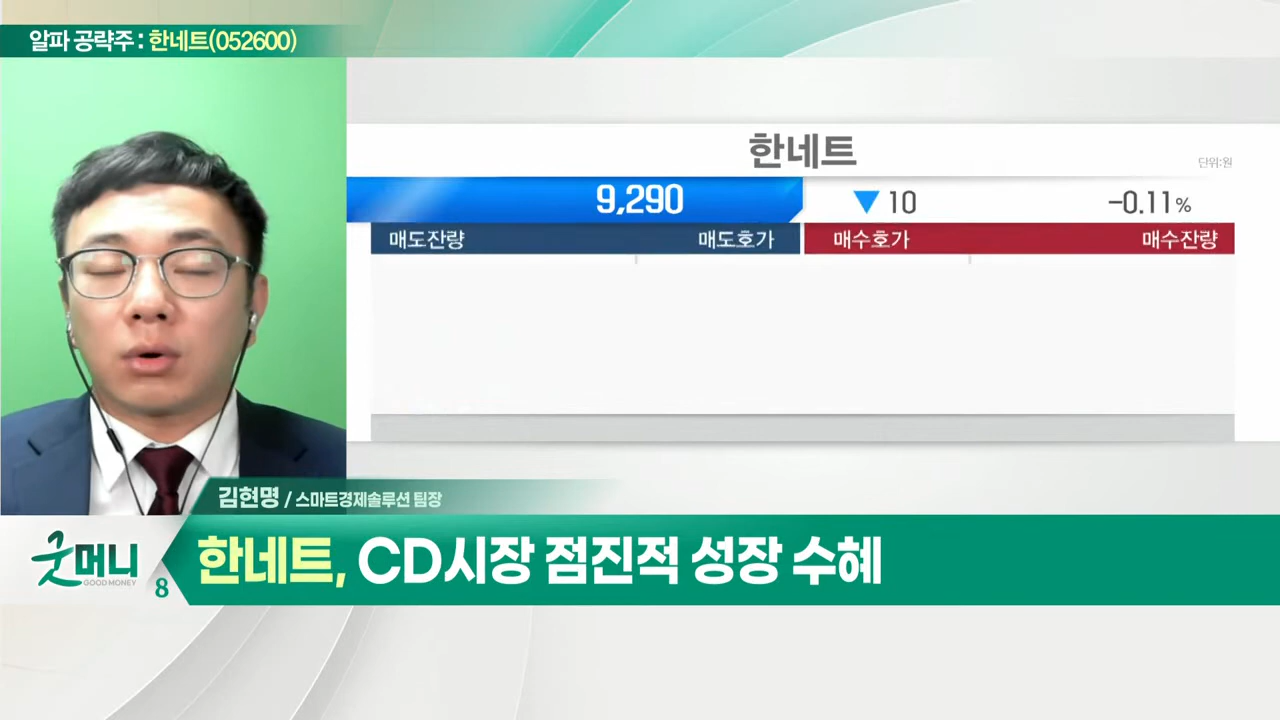 알파 공략주 : 한네트(052600)
한네트
단위:원
9,290 ▼10 -0.11%
매도잔량 매도호가 매수호가 매수잔량
김현명 / 스마트경제솔루션 팀장
굿머니
GOOD MONEY
8
한네트, CD시장 점진적 성장 수혜